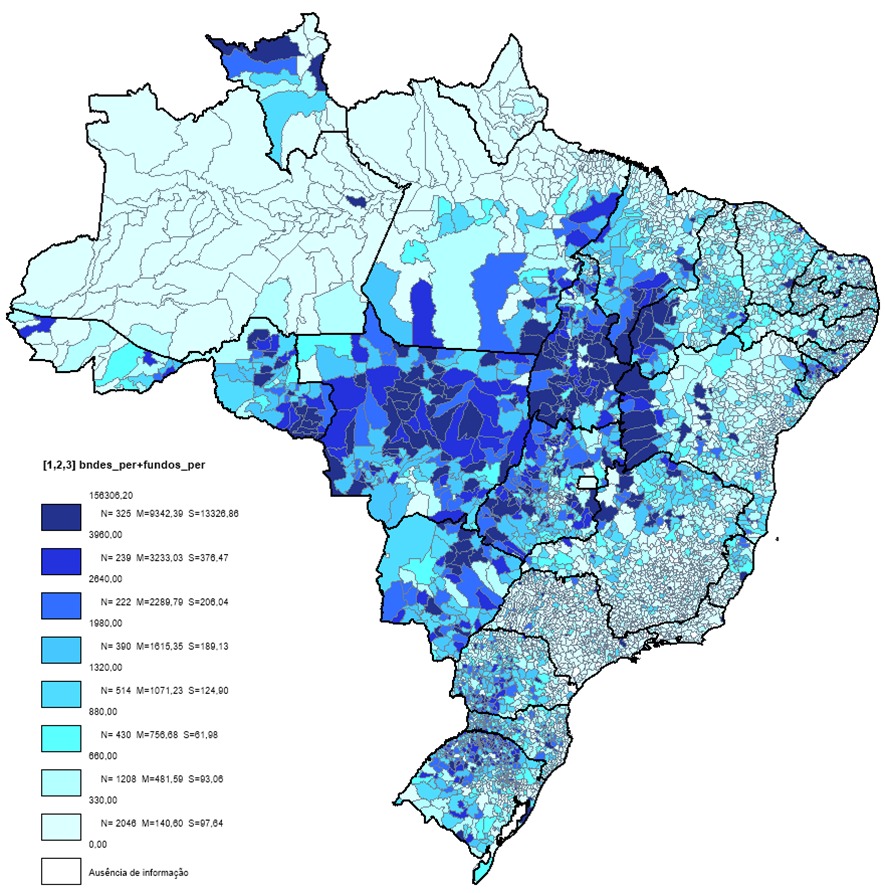 [1,2,3] bndes_per+fundos_per
156306,20
N= 325 M=9342,39 S=13326,86
3960,00
N= 239 M=3233,03 S=376,47
2640,00
N= 222 M=2289,79 S=206,04
1980,00
N= 390 M=1615,35 S=189,13
1320,00
N= 514 M=1071,23 S=124,90
880,00
N= 430 M=756,68 S=61,98
660,00
N= 1208 M=481,59 S=93,06
330,00
N= 2046 M=140,60 S=97,64
0,00
Ausência de informação